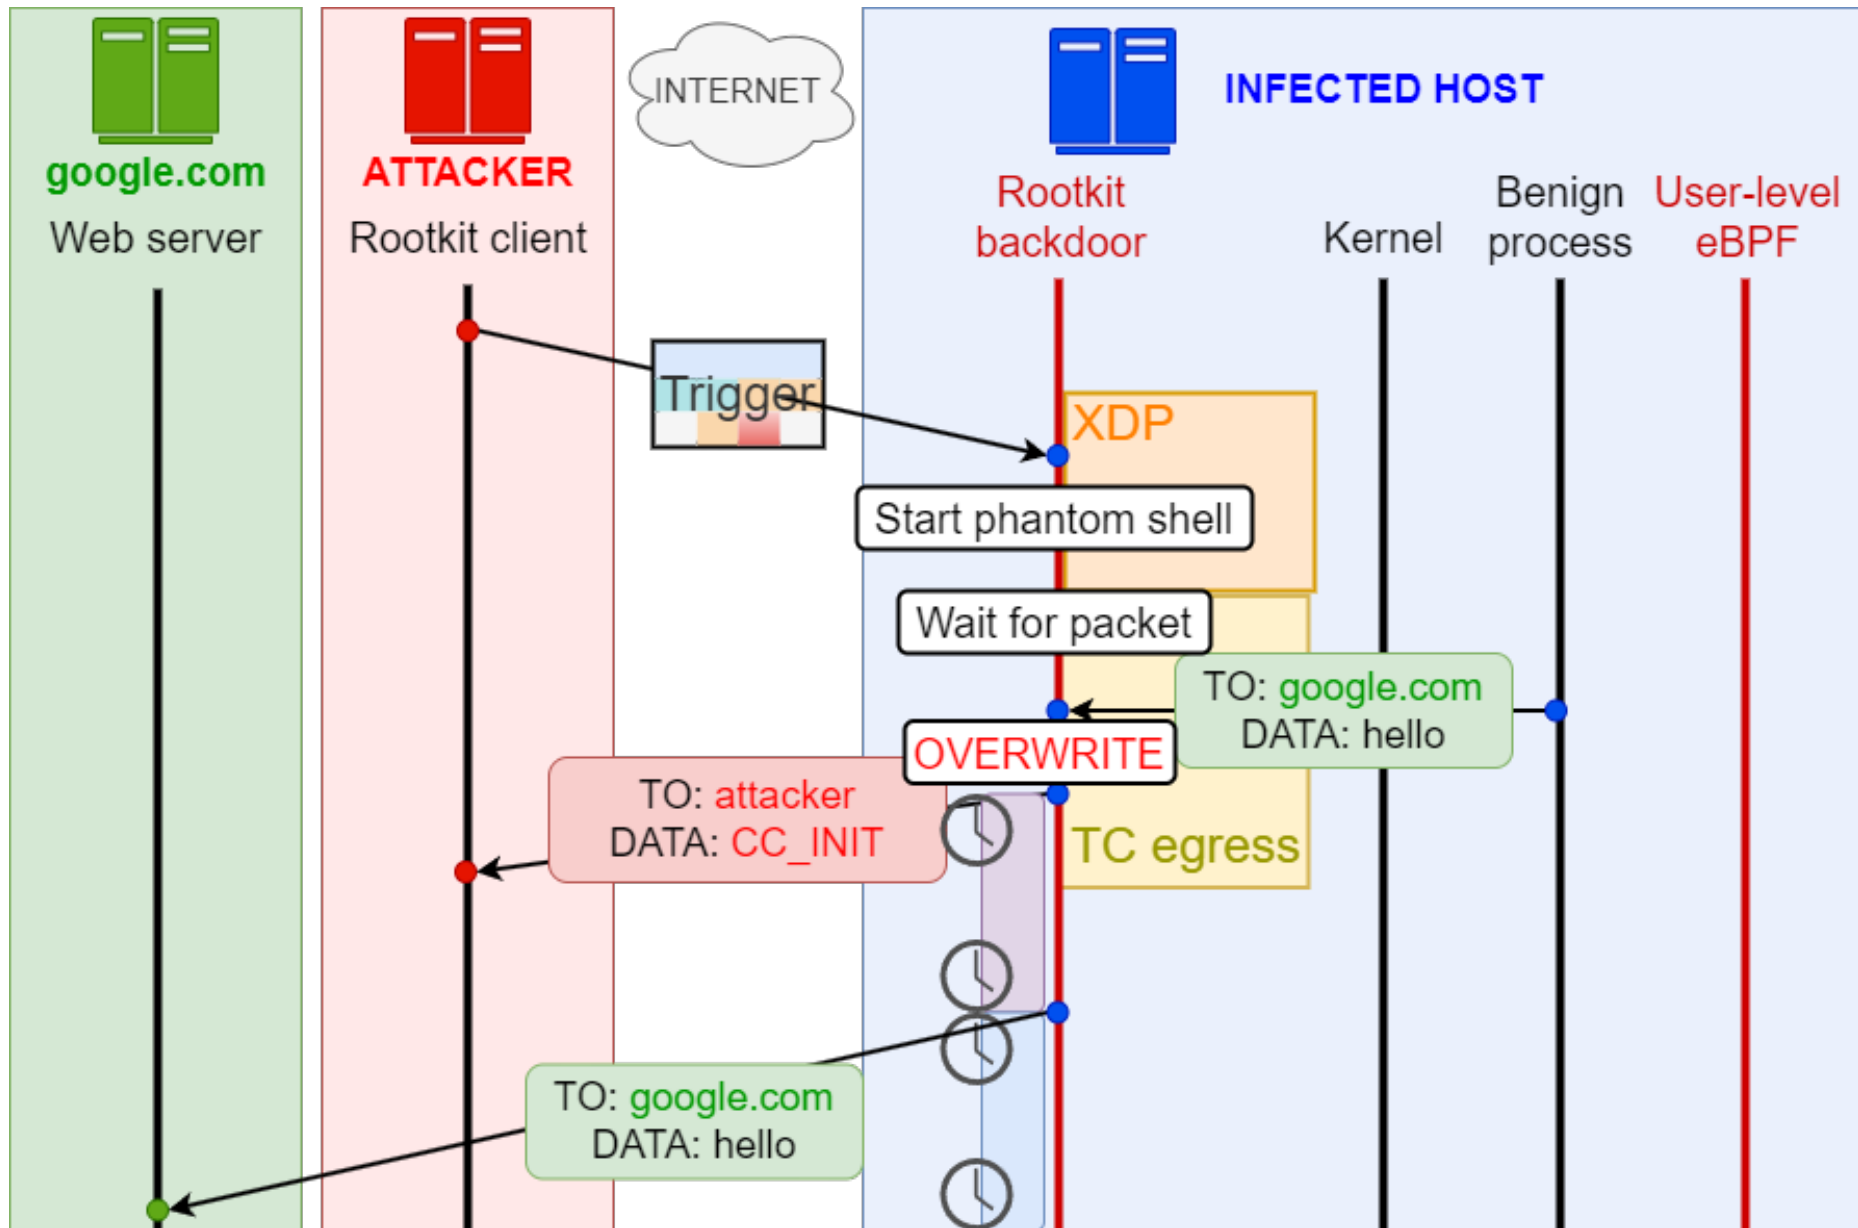 INTERNET
INFECTED HOST
google.com
ATTACKER
Web server
Rootkit client
Rootkit
backdoor
Kernel
Benign
process
User-level
eBPF
Trigger
XDP
Start phantom shell
Wait for packet
TO: google.com
DATA: hello
OVERWRITE
TO: attacker
DATA: CC_INIT
TC egress
TO: google.com
DATA: hello